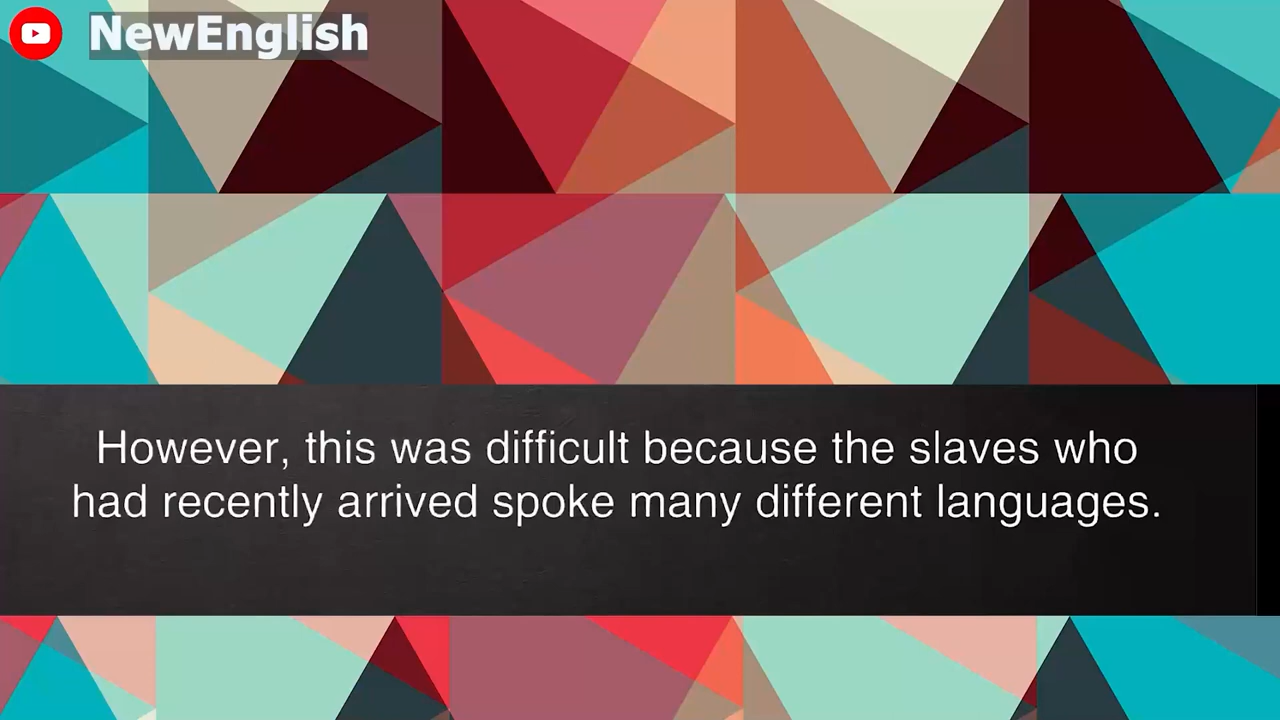 NewEnglish
However, this was difficult because the slaves who
had recently arrived spoke many different languages.